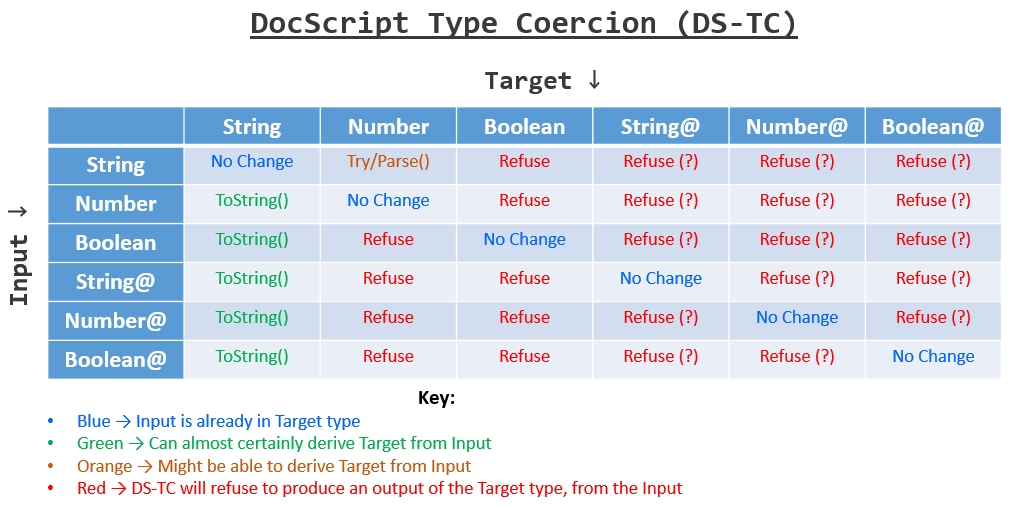 DocScript Type Coercion (DS-TC)
Target ↓
String Number Boolean String@ Number@ Boolean@
String No Change Try/Parse() Refuse Refuse (?) Refuse (?) Refuse (?)
Number ToString() No Change Refuse Refuse (?) Refuse (?) Refuse (?)
Boolean ToString() Refuse No Change Refuse (?) Refuse (?) Refuse (?)
String@ ToString() Refuse Refuse No Change Refuse (?) Refuse (?)
Number@ ToString() Refuse Refuse Refuse (?) No Change Refuse (?)
Boolean@ ToString() Refuse Refuse Refuse (?) Refuse (?) No Change
Input →
Key:
• Blue → Input is already in Target type
• Green → Can almost certainly derive Target from Input
• Orange → Might be able to derive Target from Input
• Red → DS-TC will refuse to produce an output of the Target type, from the Input